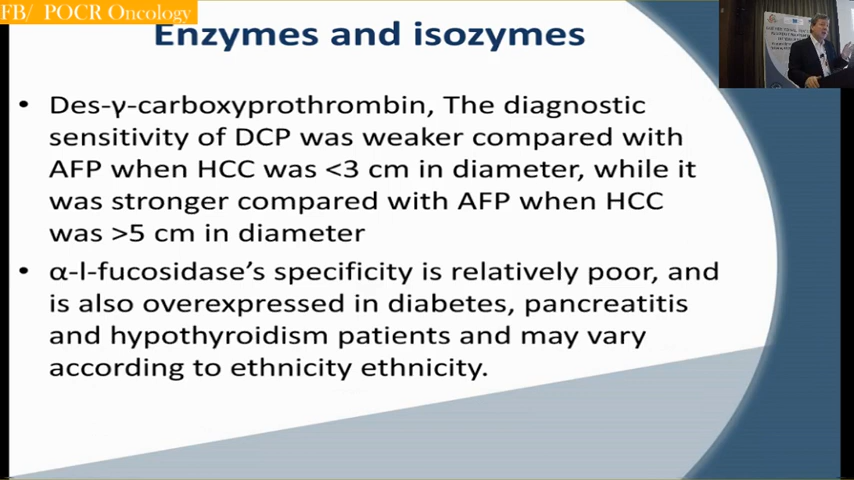 FB/ POCR Oncology
Enzymes and isozymes
• Des-γ-carboxyprothrombin, The diagnostic
sensitivity of DCP was weaker compared with
AFP when HCC was <3 cm in diameter, while it
was stronger compared with AFP when HCC
was >5 cm in diameter
• α-l-fucosidase’s specificity is relatively poor, and
is also overexpressed in diabetes, pancreatitis
and hypothyroidism patients and may vary
according to ethnicity ethnicity.